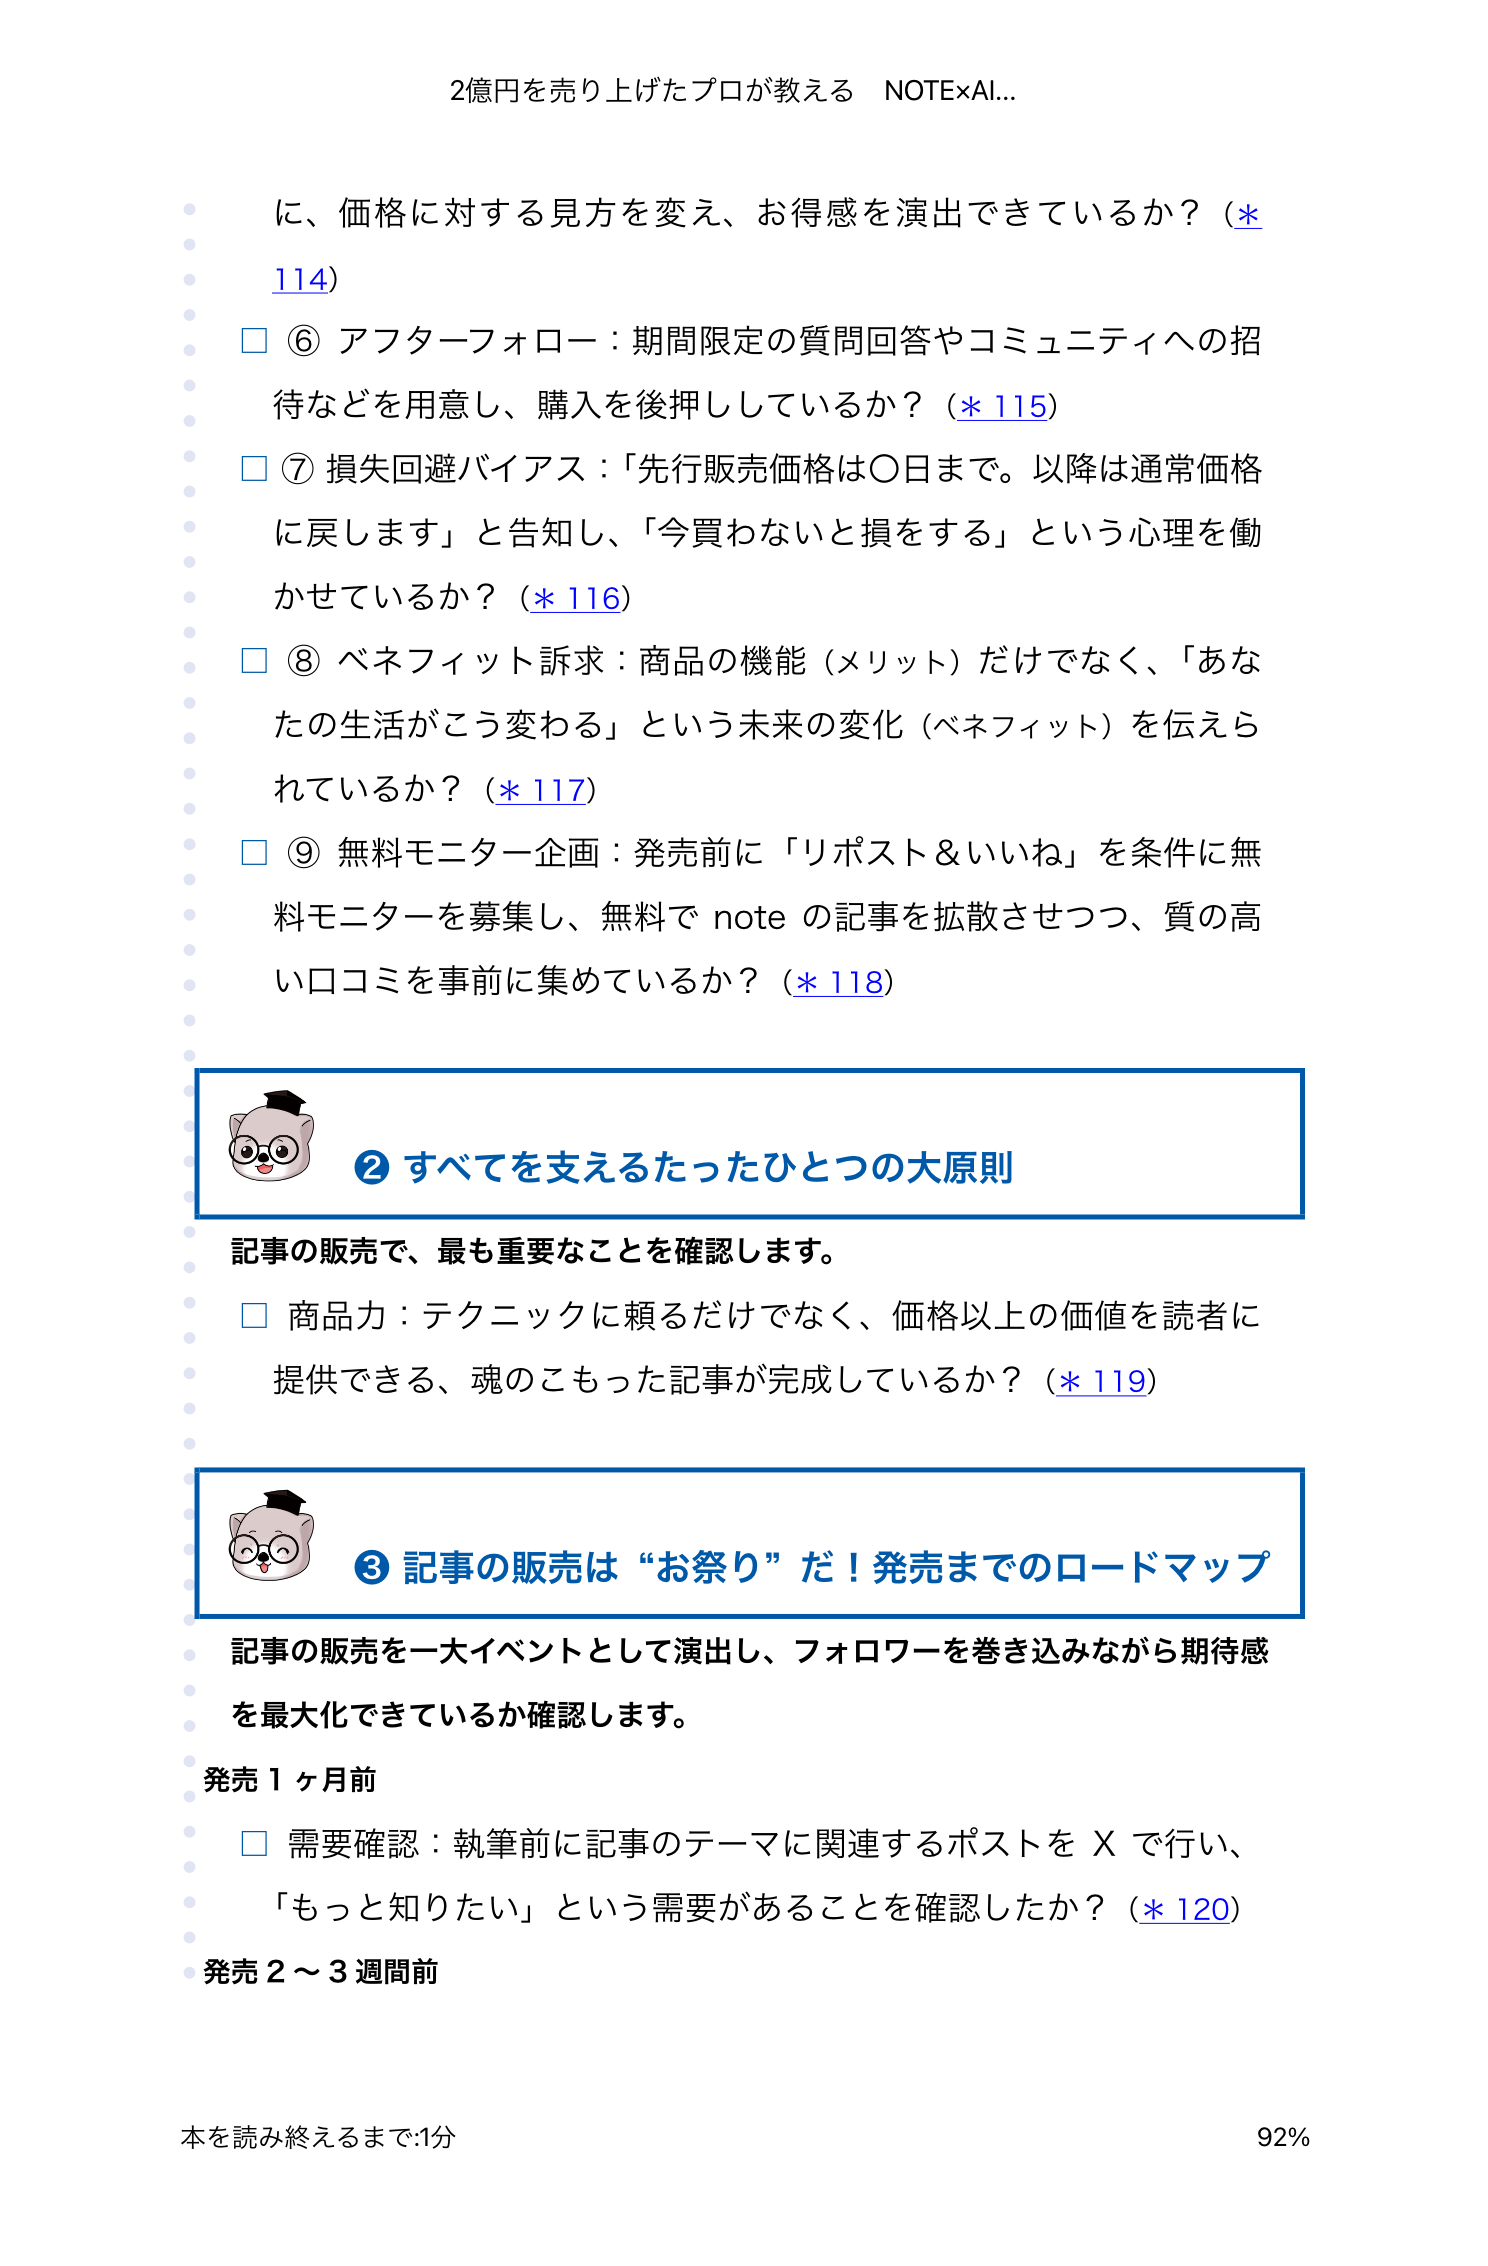 2億円を売り上げたプロが教える　NOTE×AI...
に、価格に対する見方を変え、お得感を演出できているか？（＊
114）
□ ⑥ アフターフォロー：期間限定の質問回答やコミュニティへの招
待などを用意し、購入を後押ししているか？（＊ 115）
□ ⑦ 損失回避バイアス：「先行販売価格は〇日まで。以降は通常価格
に戻します」と告知し、「今買わないと損をする」という心理を働
かせているか？（＊ 116）
□ ⑧ ベネフィット訴求：商品の機能（メリット）だけでなく、「あな
たの生活がこう変わる」という未来の変化（ベネフィット）を伝えら
れているか？（＊ 117）
□ ⑨ 無料モニター企画：発売前に「リポスト＆いいね」を条件に無
料モニターを募集し、無料で note の記事を拡散させつつ、質の高
い口コミを事前に集めているか？（＊ 118）
❷ すべてを支えるたったひとつの大原則
記事の販売で、最も重要なことを確認します。
□ 商品力：テクニックに頼るだけでなく、価格以上の価値を読者に
提供できる、魂のこもった記事が完成しているか？（＊ 119）
❸ 記事の販売は “お祭り” だ！発売までのロードマップ
記事の販売を一大イベントとして演出し、フォロワーを巻き込みながら期待感
を最大化できているか確認します。
発売 1 ヶ月前
□ 需要確認：執筆前に記事のテーマに関連するポストを X で行い、
「もっと知りたい」という需要があることを確認したか？（＊ 120）
発売 2 〜 3 週間前
本を読み終えるまで:1分
92%